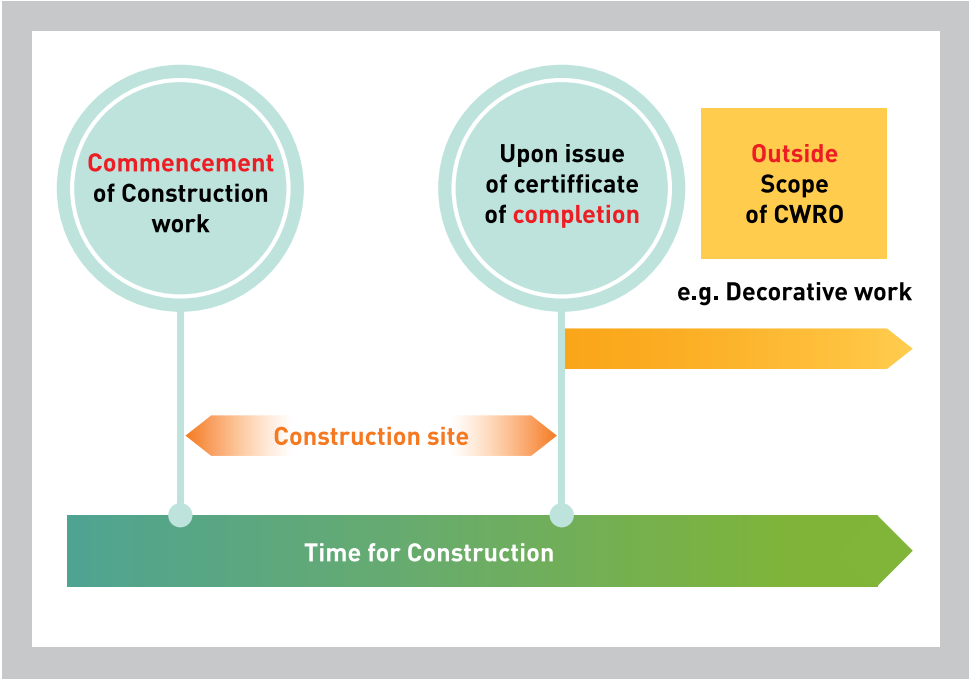 Commencement
of Construction
work
Upon issue
of certifficate
of completion
Outside
Scope
of CWRO
e.g. Decorative work
Construction site
Time for Construction